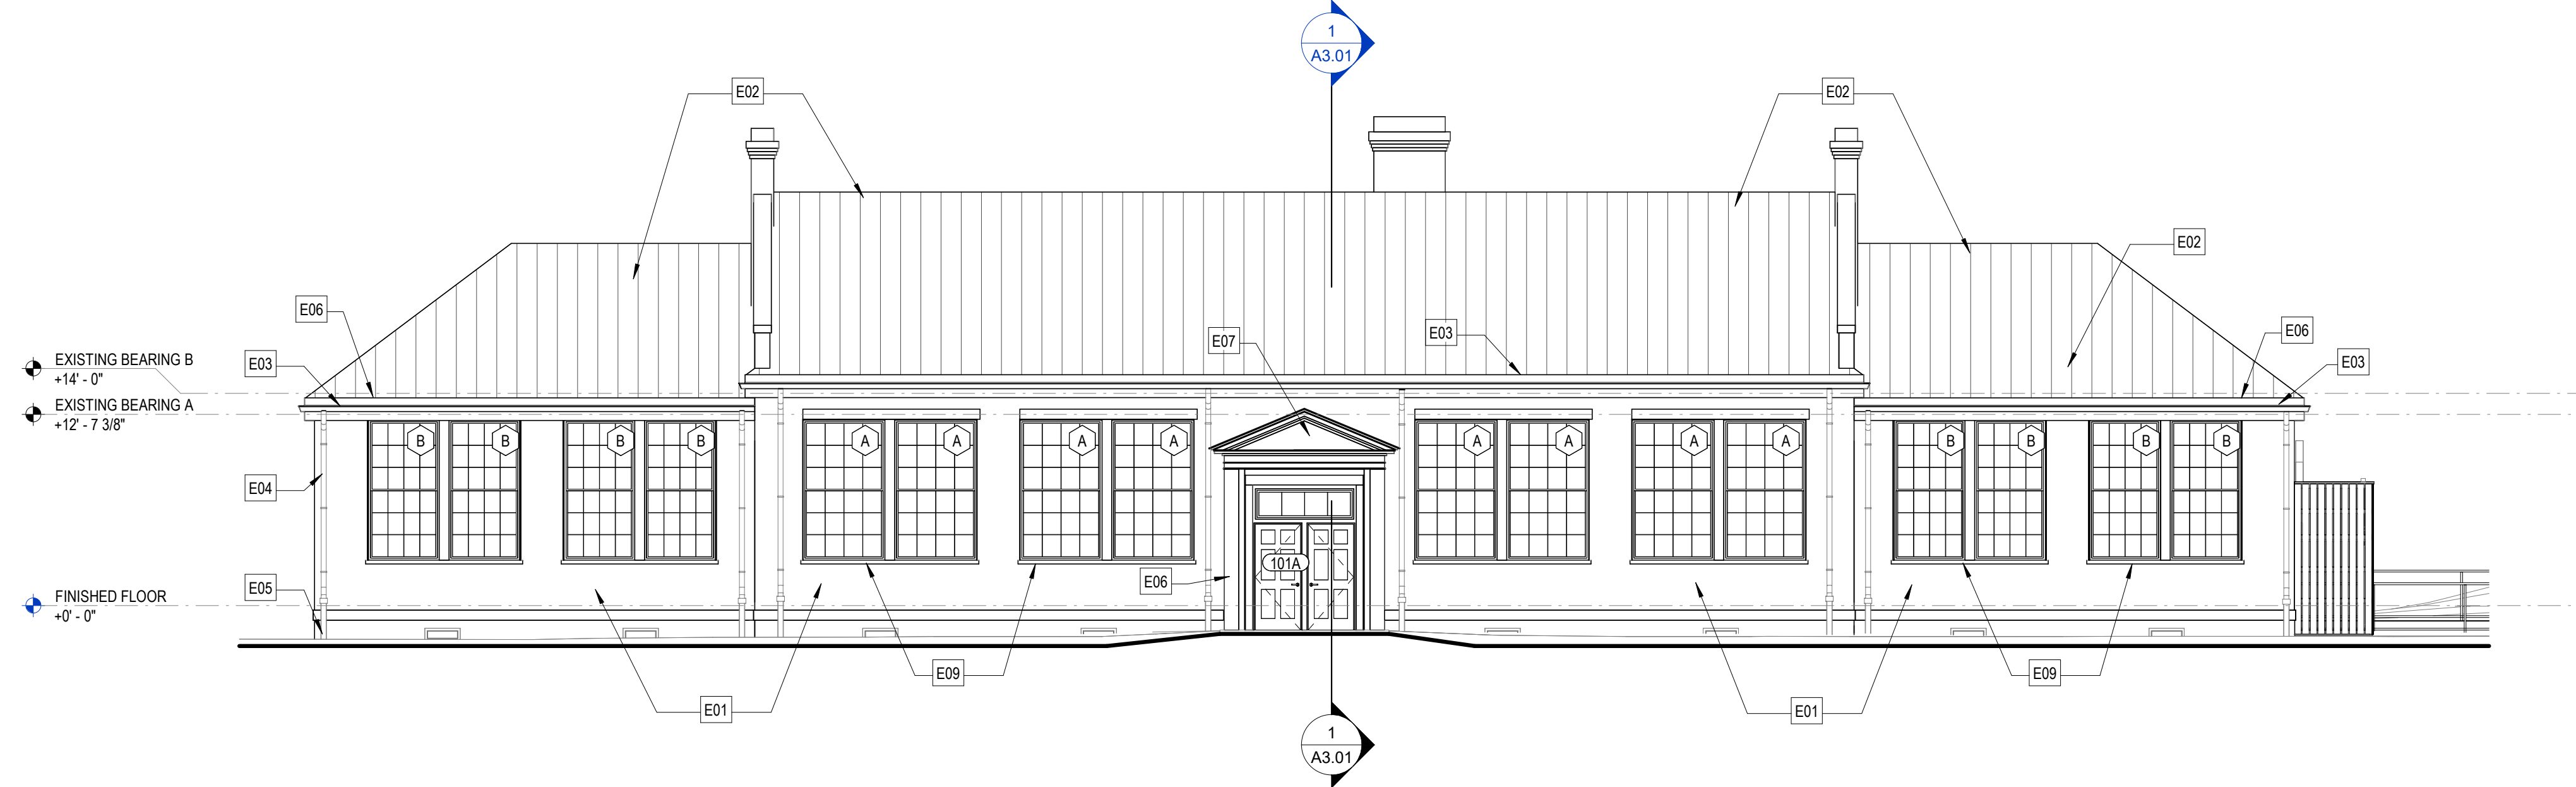 1
A3.01
E02
E02
E02
E06
E07
E03
E06
EXISTING BEARING B
+14' - 0"
E03
E03
EXISTING BEARING A
+12' - 7 3/8"
B
B
B
B
A
A
A
A
A
A
A
A
B
B
B
B
E04
101A
E06
E05
FINISHED FLOOR
+0' - 0"
E09
E09
E01
E01
1
A3.01